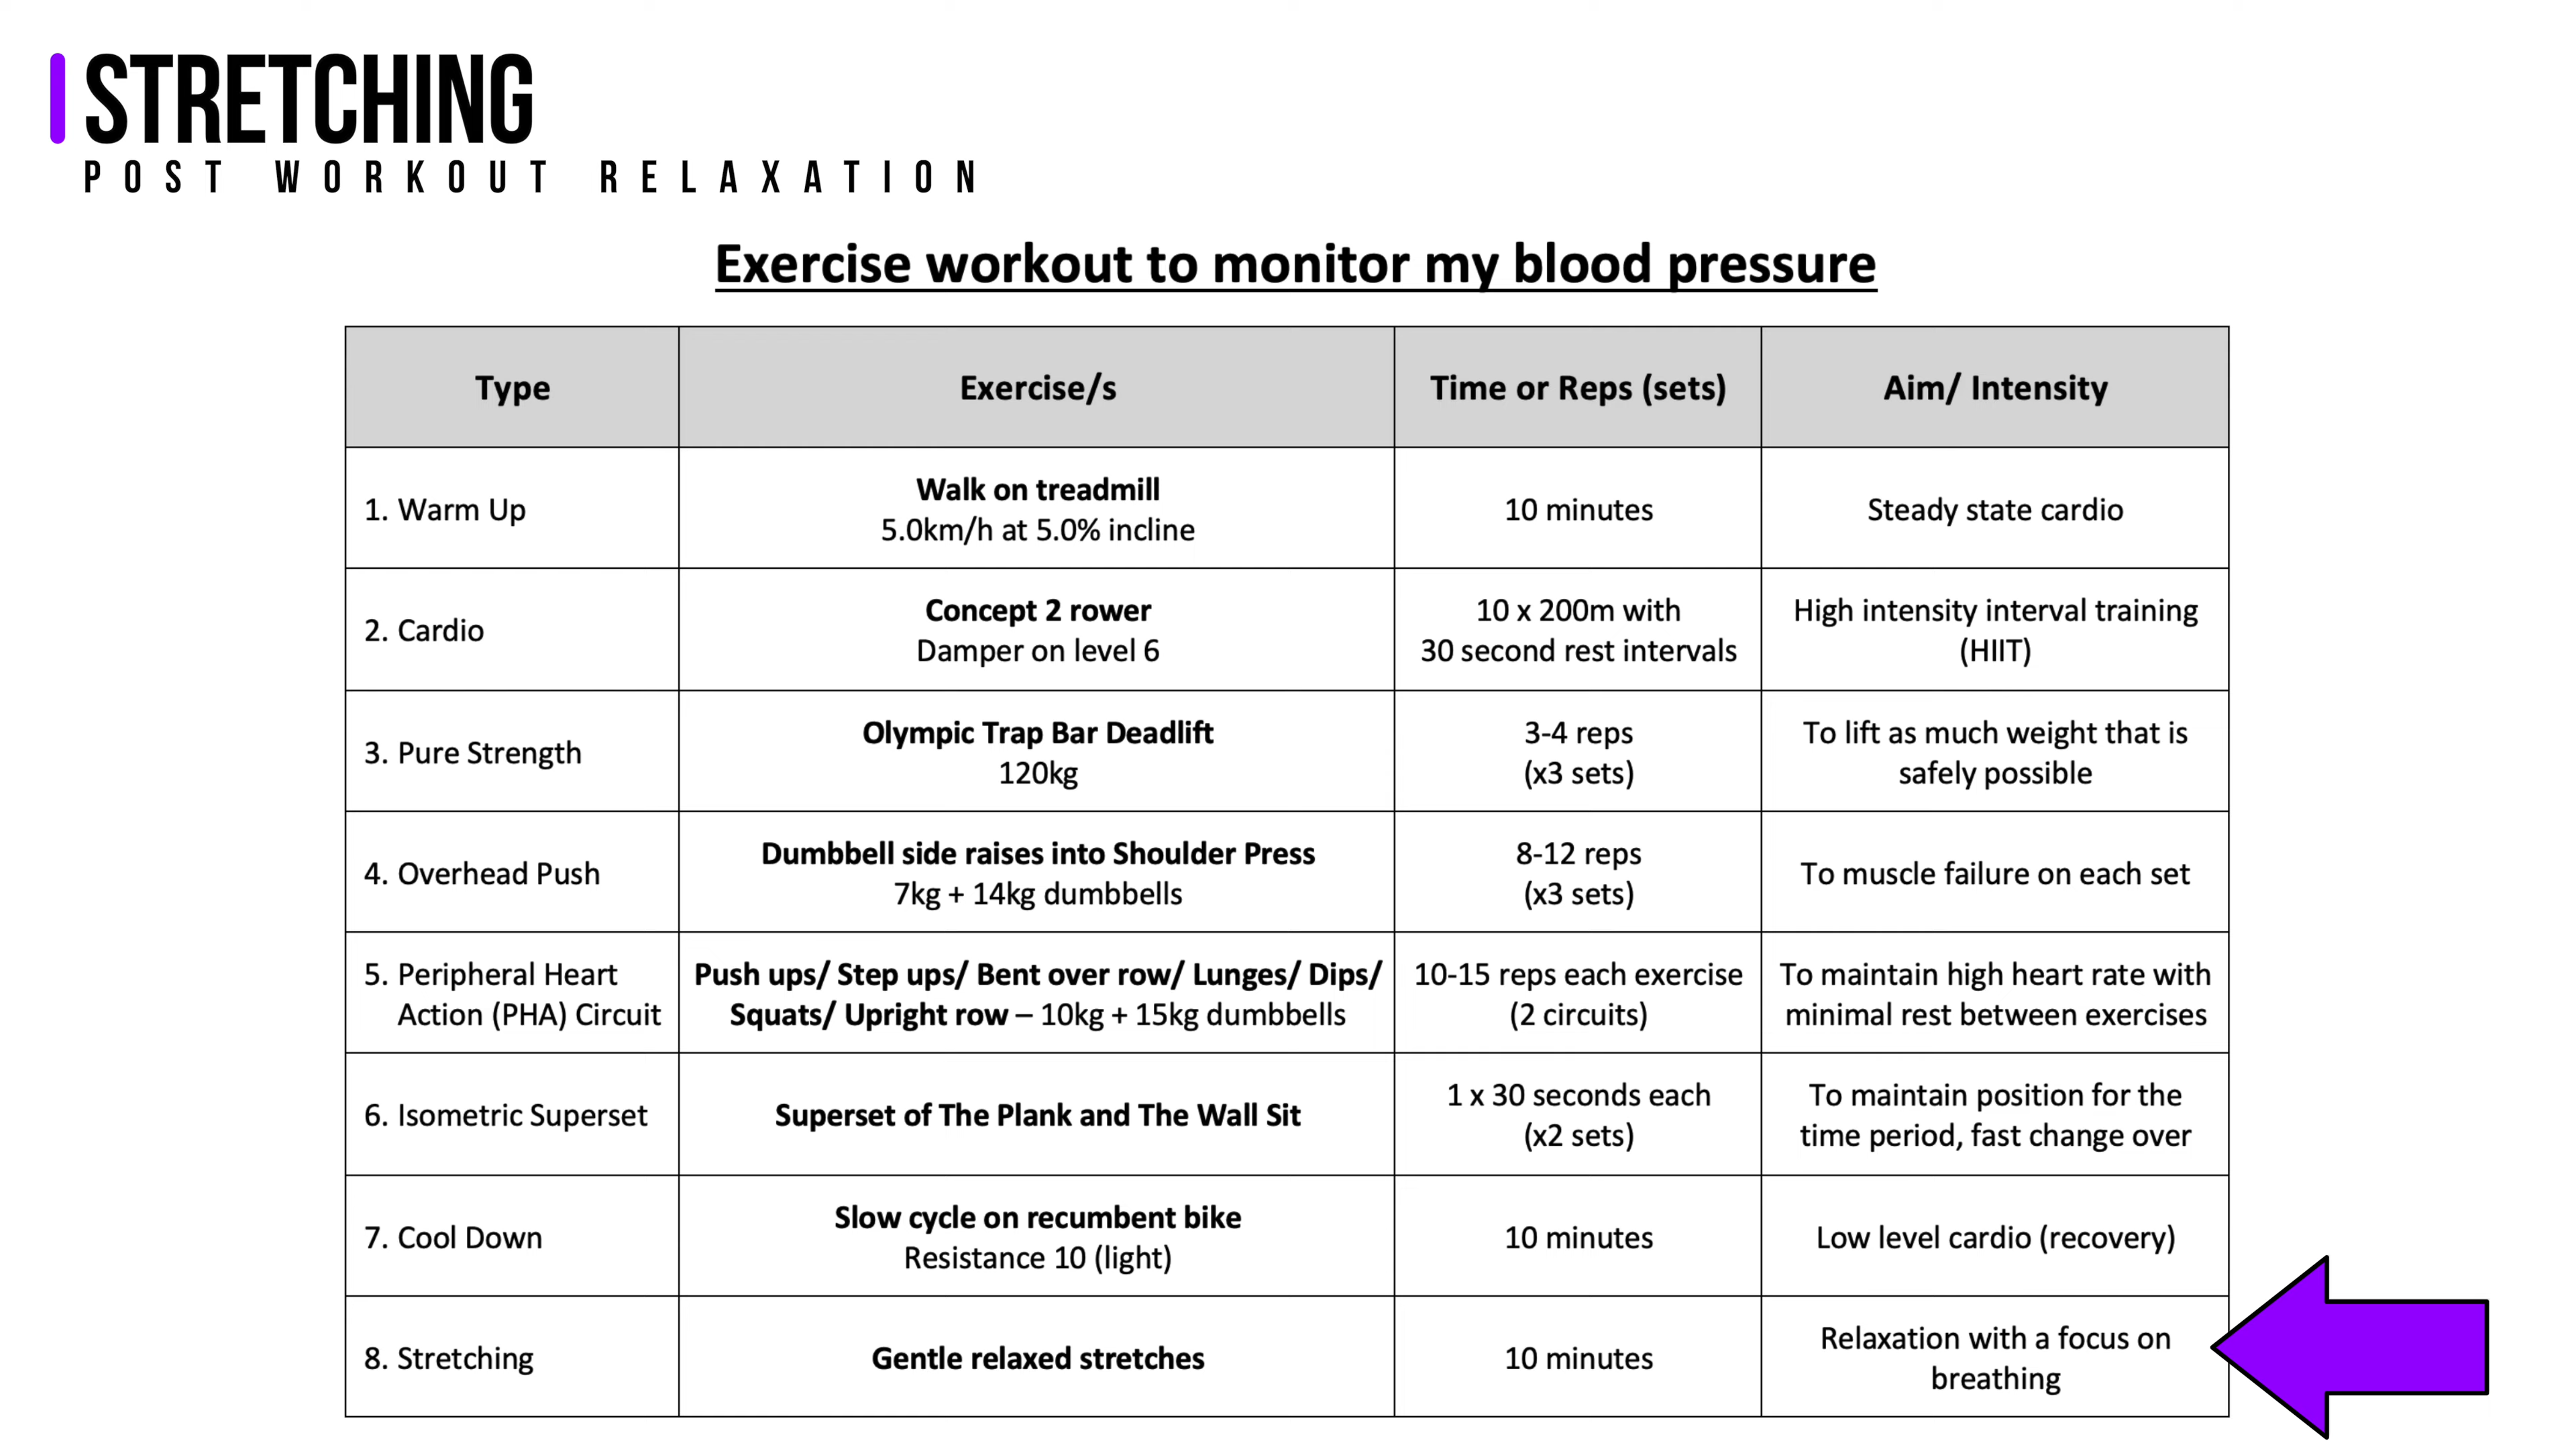 STRETCHING
POST WORKOUT RELAXATION
Exercise workout to monitor my blood pressure
Type
Exercise/s
Time or Reps (sets)
Aim/ Intensity
1. Warm Up
Walk on treadmill
5.0km/h at 5.0% incline
10 minutes
Steady state cardio
2. Cardio
Concept 2 rower
Damper on level 6
10 x 200m with
30 second rest intervals
High intensity interval training
(HIIT)
3. Pure Strength
Olympic Trap Bar Deadlift
120kg
3-4 reps
(x3 sets)
To lift as much weight that is
safely possible
4. Overhead Push
Dumbbell side raises into Shoulder Press
7kg + 14kg dumbbells
8-12 reps
(x3 sets)
To muscle failure on each set
5. Peripheral Heart
Action (PHA) Circuit
Push ups/ Step ups/ Bent over row/ Lunges/ Dips/
Squats/ Upright row – 10kg + 15kg dumbbells
10-15 reps each exercise
(2 circuits)
To maintain high heart rate with
minimal rest between exercises
6. Isometric Superset
Superset of The Plank and The Wall Sit
1 x 30 seconds each
(x2 sets)
To maintain position for the
time period, fast change over
7. Cool Down
Slow cycle on recumbent bike
Resistance 10 (light)
10 minutes
Low level cardio (recovery)
8. Stretching
Gentle relaxed stretches
10 minutes
Relaxation with a focus on
breathing